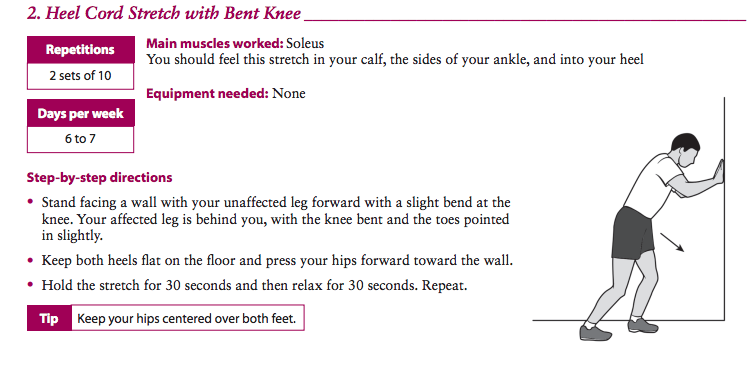 2. Heel Cord Stretch with Bent Knee
Repetitions
2 sets of 10
Days per week
6 to 7
Main muscles worked: Soleus
You should feel this stretch in your calf, the sides of your ankle, and into your heel
Equipment needed: None
Step-by-step directions
• Stand facing a wall with your unaffected leg forward with a slight bend at the
knee. Your affected leg is behind you, with the knee bent and the toes pointed
in slightly.
• Keep both heels flat on the floor and press your hips forward toward the wall.
• Hold the stretch for 30 seconds and then relax for 30 seconds. Repeat.
Tip
Keep your hips centered over both feet.